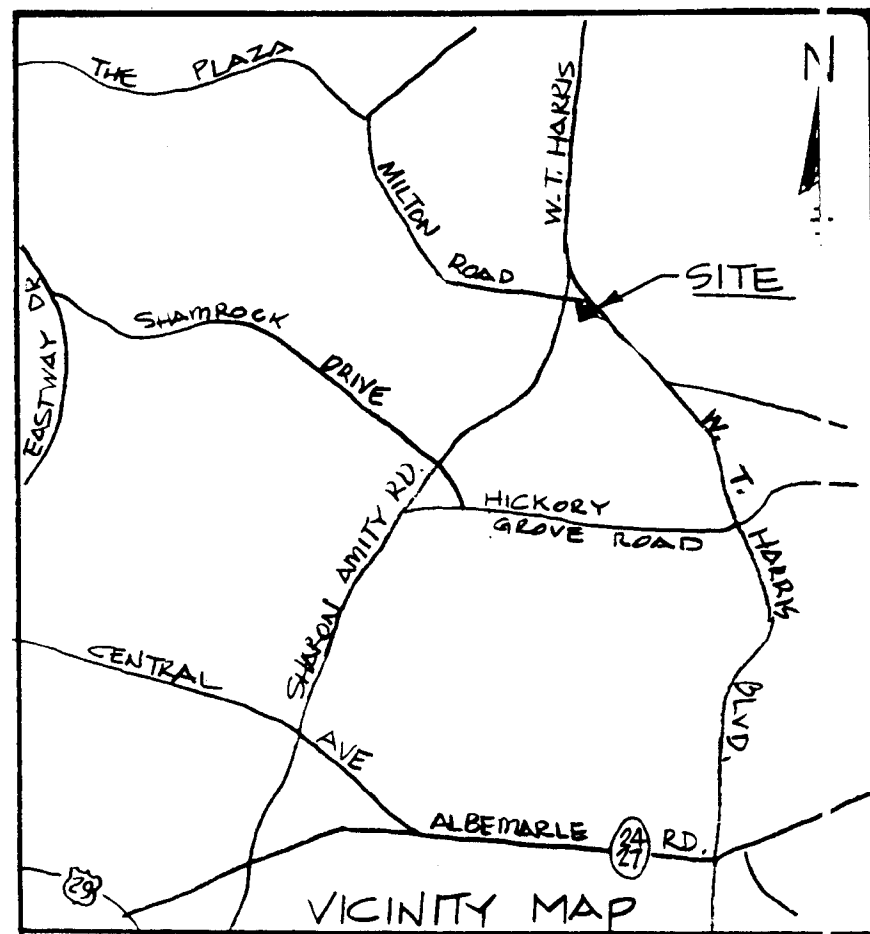 THE PLAZA
W.T. HARRIS
N
MILTON ROAD
SITE
EASTWAY DR
SHAMROCK DRIVE
W. T. HARRIS BLVD.
SHARON AMITY RD.
HICKORY
GROVE ROAD
CENTRAL AVE
ALBEMARLE RD.
24
27
29
VICINITY MAP